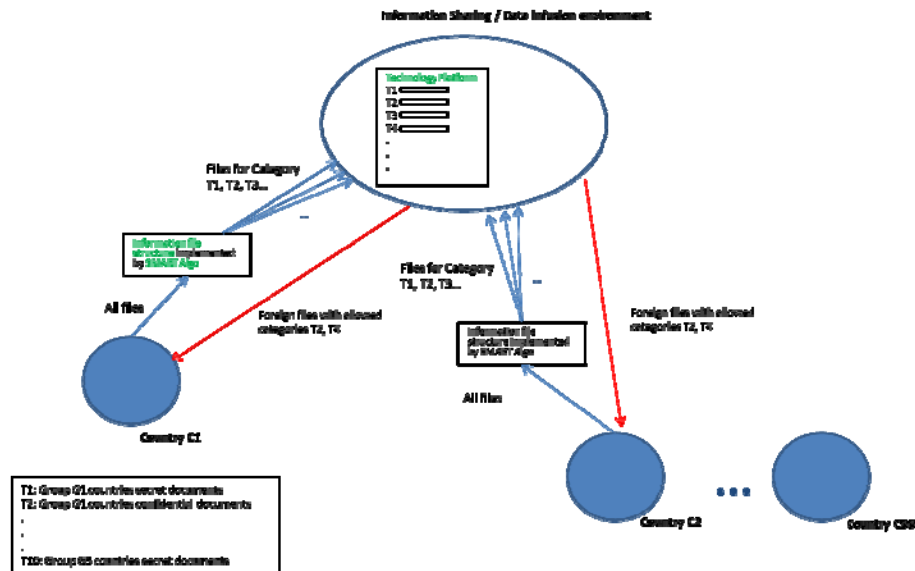 Information Sharing / Data Infusion environment
Technology Platform
T1
T2
T3
T4
.
.
.
Files for Category
T1, T2, T3...
Information file
structure implemented
by SMART Algo
All files
Foreign files with allowed
categories T2, T4
Country C1
Files for Category
T1, T2, T3...
Information file
structure implemented
by SMART Algo
All files
Foreign files with allowed
categories T2, T4
Country C2
...
Country
T1: Group G1 countries secret documents
T2: Group G1 countries confidential documents
.
.
.
T10: Group countries secret documents